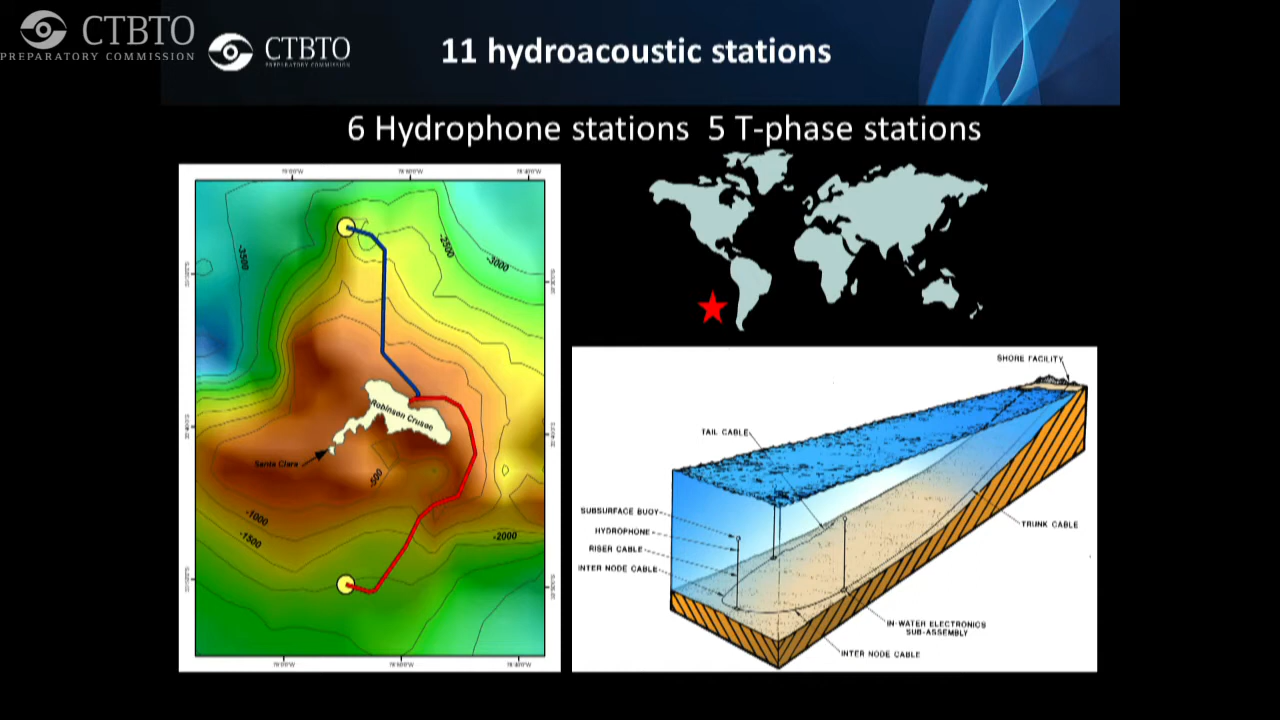 CTBTO
PREPARATORY COMMISSION
CTBTO
PREPARATORY COMMISSION
11 hydroacoustic stations
6 Hydrophone stations 5 T-phase stations
-3500
-2500
-3000
Robinson Crusoe
Santa Clara
-500
-1000
-1500
-2000
SHORE FACILITY
TAIL CABLE
SUBSURFACE BUOY
HYDROPHONE
RISER CABLE
INTER NODE CABLE
TRUNK CABLE
IN-WATER ELECTRONICS
SUB-ASSEMBLY
INTER NODE CABLE